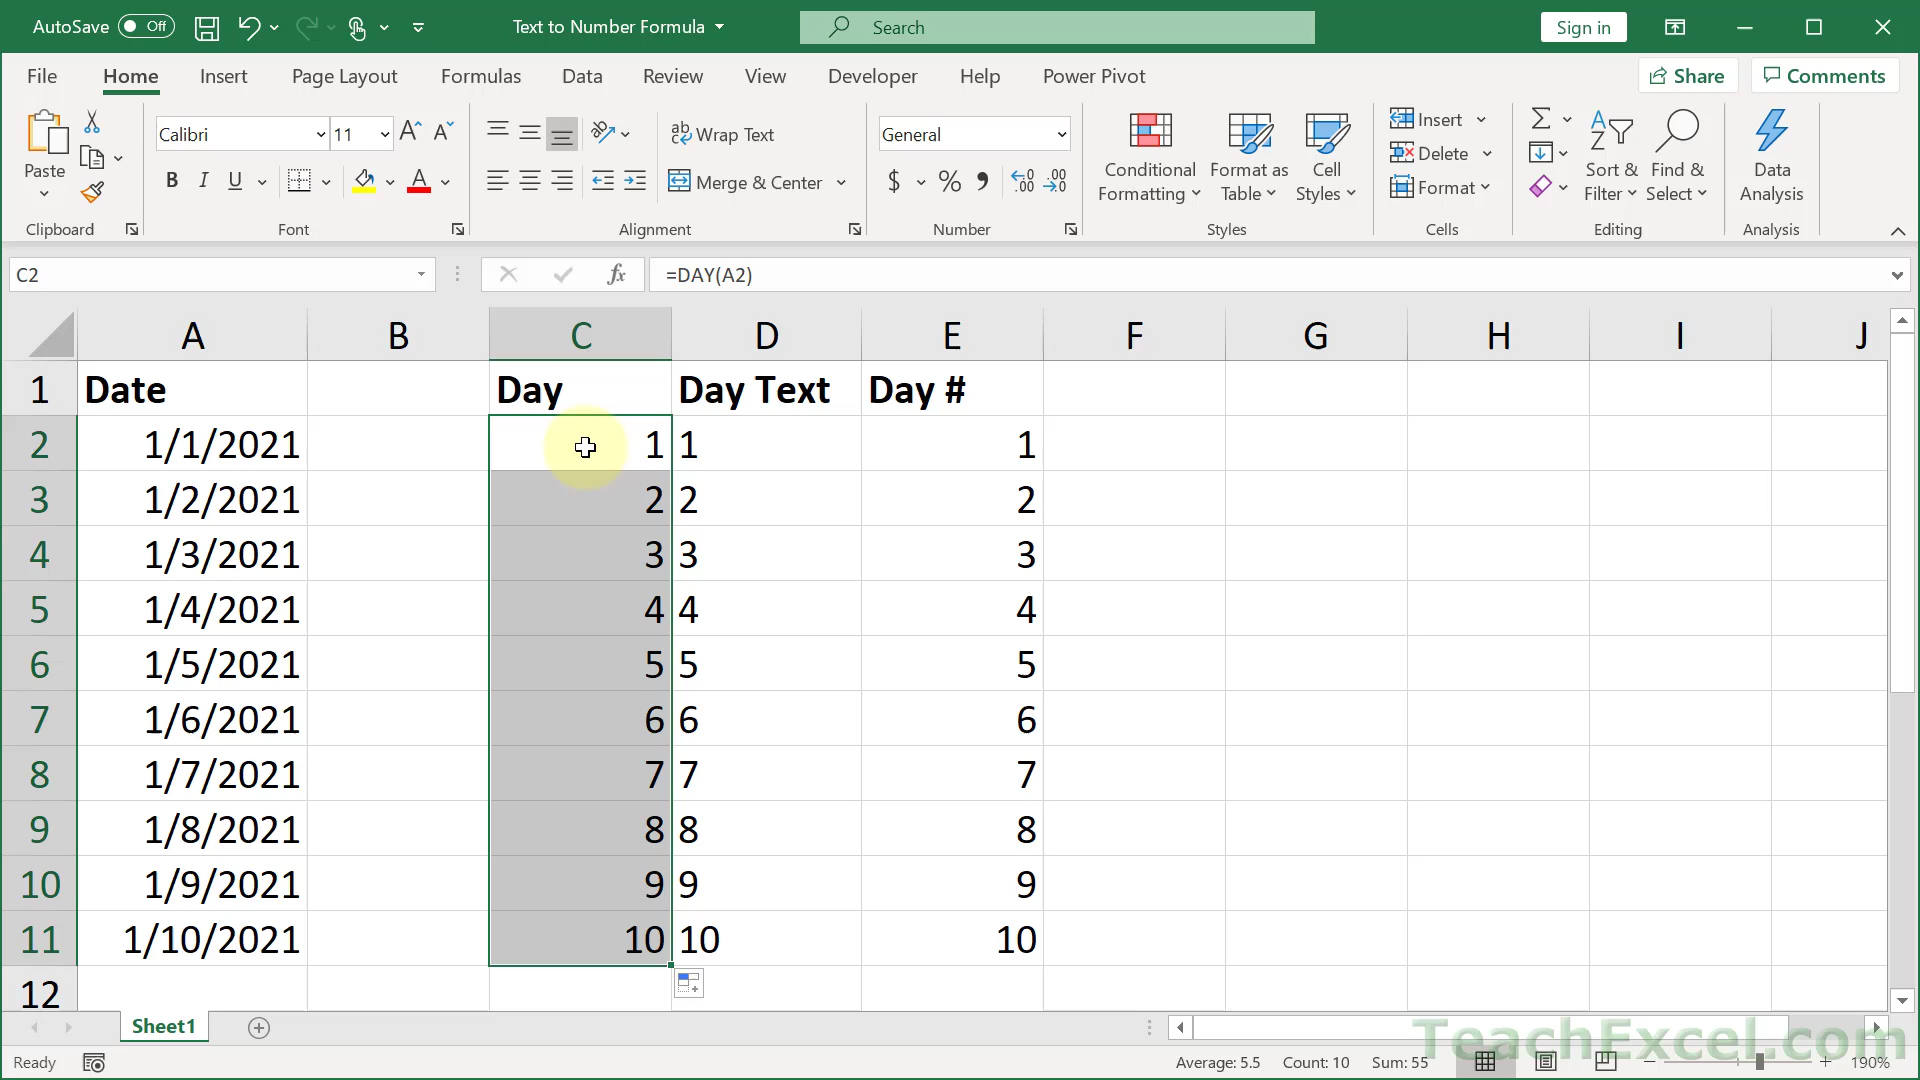 AutoSave Off Text to Number Formula Search Sign in
File Home Insert Page Layout Formulas Data Review View Developer Help Power Pivot Share Comments
Paste
Clipboard
Calibri 11
B I U A
Font
ab Wrap Text
Merge & Center
Alignment
General
$ % , .00 .00
Number
Conditional Formatting
Format as Table
Cell Styles
Styles
Insert
Delete
Format
Cells
Sort & Filter
Find & Select
Editing
Data Analysis
Analysis
C2 fx =DAY(A2)
A B C D E F G H I J
1 Date Day Day Text Day #
2 1/1/2021 1 1 1
3 1/2/2021 2 2 2
4 1/3/2021 3 3 3
5 1/4/2021 4 4 4
6 1/5/2021 5 5 5
7 1/6/2021 6 6 6
8 1/7/2021 7 7 7
9 1/8/2021 8 8 8
10 1/9/2021 9 9 9
11 1/10/2021 10 10 10
12
Sheet1
TeachExcel.com
Ready Average: 5.5 Count: 10 Sum: 55 190%